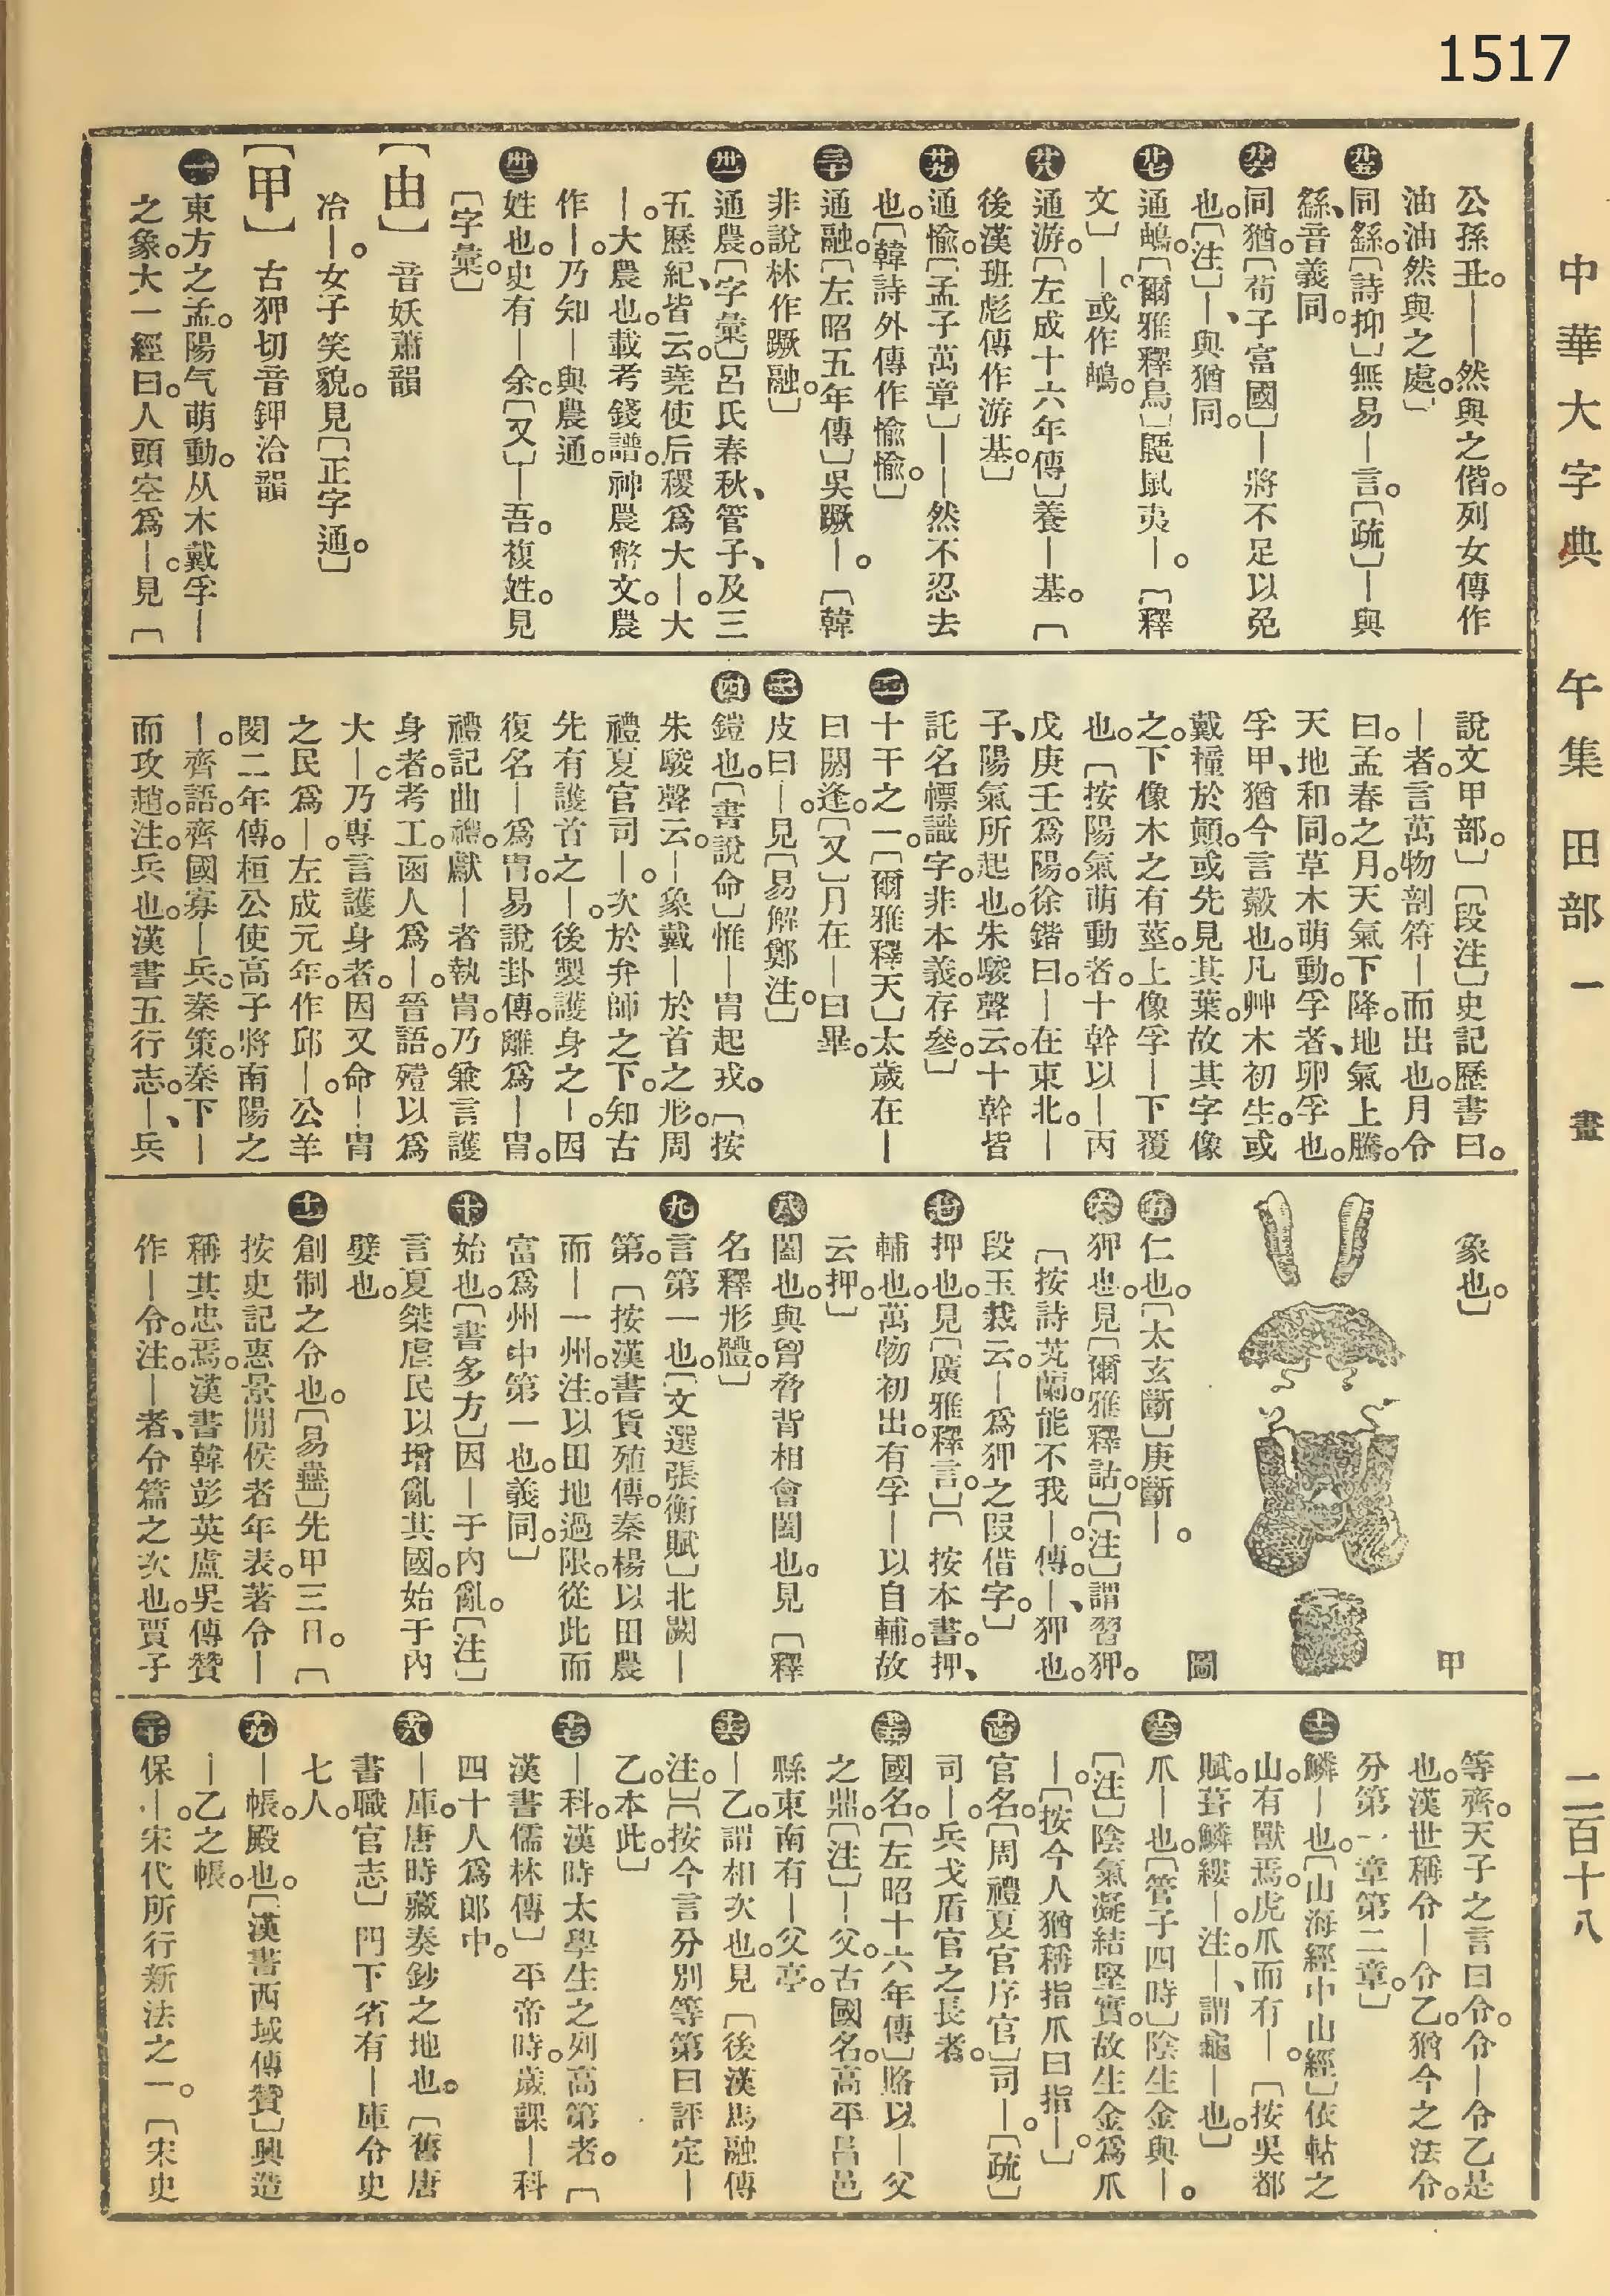 1517
中華大字典　午集　田部　一畫　二百十八
公孫丑。｜｜然與之偕。列女傳作
油油然與之處。〕
廿五 同繇。〔詩抑〕無易｜言。〔疏〕｜與
繇、音義同。
廿六 同猶。〔荀子富國〕｜將不足以免
也。〔注〕｜、與猶同。
廿七 通䳑。〔爾雅釋鳥〕鼯鼠夷｜。〔釋
文〕｜。或作䳑。
廿八 通游。〔左成十六年傳〕養｜基。〔
後漢班彪傳作游基。〕
廿九 通愉。〔孟子萬章〕｜｜然不忍去
也。〔韓詩外傳作愉愉。〕
三十 通融。〔左昭五年傳〕吳蹶｜。〔韓
非說林作蹶融。〕
卅一 通農。〔字彙〕呂氏春秋、管子、及三
五歷紀、皆云。堯使后稷爲大｜。大
｜。大農也。載考錢譜。神農幣文。農
作｜。乃知｜與農通。
卅二 姓也。史有｜余。〔又〕｜吾。複姓。見
〔字彙。〕
〔甶〕音妖蕭韻
冶｜。女子笑貌。見〔正字通。〕
〔甲〕古狎切音鉀洽韻
一 東方之孟。陽气萌動。从木戴孚｜
之象。大一經曰。人頭空爲｜。見〔
說文甲部。〕〔段注〕史記歷書曰。
｜者。言萬物剖符｜而出也。月令
曰。孟春之月。天氣下降。地氣上騰。
天地和同。草木萌動。孚者、卵孚也。
孚甲、猶今言殼也。凡艸木初生。或
戴穜於顚。或先見其葉。故其字像
之。下像木之有莖。上像孚｜下覆
也。〔按陽氣萌動者。十幹以｜丙
戊庚壬爲陽。徐鍇曰。｜在東北。｜
子、陽氣所起也。朱駿聲云。十幹皆
託名幖識字。非本義。存參。〕
二 十干之一。〔爾雅釋天〕太歲在｜
曰閼逢。〔又〕月在｜曰畢。
三 皮曰｜。見〔易解鄭注。〕
四 鎧也。〔書說命〕惟｜冑起戎。〔按
朱駿聲云。｜象戴｜於首之形。周
禮夏官司｜。次於弁師之下。知古
先有護首之｜。後製護身之｜。因
復名｜爲冑。易說卦傳。離爲｜冑。
禮記曲禮。獻｜者執冑。乃兼言護
身者。考工。函人爲｜。晉語。殪以爲
大｜。乃專言護身者。因又命｜冑
之民爲｜。左成元年。作邱｜。公羊
閔二年傳。桓公使高子將南陽之
｜。齊語。齊國寡｜兵。秦策。秦下｜
而攻趙。注。兵也。漢書五行志。｜、兵
象也。〕
甲
圖
五 仁也。〔太玄斷〕庚斷｜。
六 狎也。見〔爾雅釋詁。〕〔注〕謂習狎。
〔按詩芄蘭。能不我｜。傳。｜、狎也。
段玉裁云。｜爲狎之叚借字。〕
七 押也。見〔廣雅釋言。〕〔按本書。押、
輔也。萬物初出。有孚｜以自輔。故
云押。〕
八 闔也。與胷脅背相會闔也。見〔釋
名釋形體。〕
九 言第一也。〔文選張衡賦〕北闕｜
第。〔按漢書貨殖傳。秦楊以田農
而｜一州。注。以田地過限。從此而
富爲州中第一也。義同。〕
十 始也。〔書多方〕因｜于內亂。〔注〕
言夏桀虐民以增亂其國。始于內
嬖也。
十一 創制之令也。〔易蠱〕先甲三日。〔
按史記惠景閒侯者年表。著令｜
稱其忠焉。漢書韓彭英盧吳傳贊
作｜令。注。｜者、令篇之次也。賈子
等齊。天子之言曰令。令｜令乙是
也。漢世稱令｜令乙。猶今之法令。
分第一章第二章。〕
十二 鱗｜也。〔山海經中山經〕依帖之
山。有獸焉。虎爪而有｜。〔按吳都
賦。葺鱗縷｜。注。｜、謂龜｜也。〕
十三 爪｜也。〔管子四時〕陰生金與｜。
〔注〕陰氣凝結堅實。故生金爲爪
｜。〔按今人猶稱指爪曰指｜。〕
十四 官名。〔周禮夏官序官〕司｜。〔疏〕
司｜。兵戈盾官之長者。
十五 國名。〔左昭十六年傳〕賂以｜父
之鼎。〔注〕｜父。古國名。高平昌邑
縣東南有｜父亭。
十六 ｜乙。謂相次也。見〔後漢馬融傳
注。〕〔按今言分別等第曰評定｜
乙。本此。〕
十七 ｜科。漢時太學生之列高第者。〔
漢書儒林傳〕平帝時。歲課｜科
四十人爲郎中。
十八 ｜庫。唐時藏奏鈔之地也。〔舊唐
書職官志〕門下省有｜庫令史
七人。
十九 ｜帳。殿也。〔漢書西域傳贊〕興造
｜乙之帳。
二十 保｜。宋代所行新法之一。〔宋史